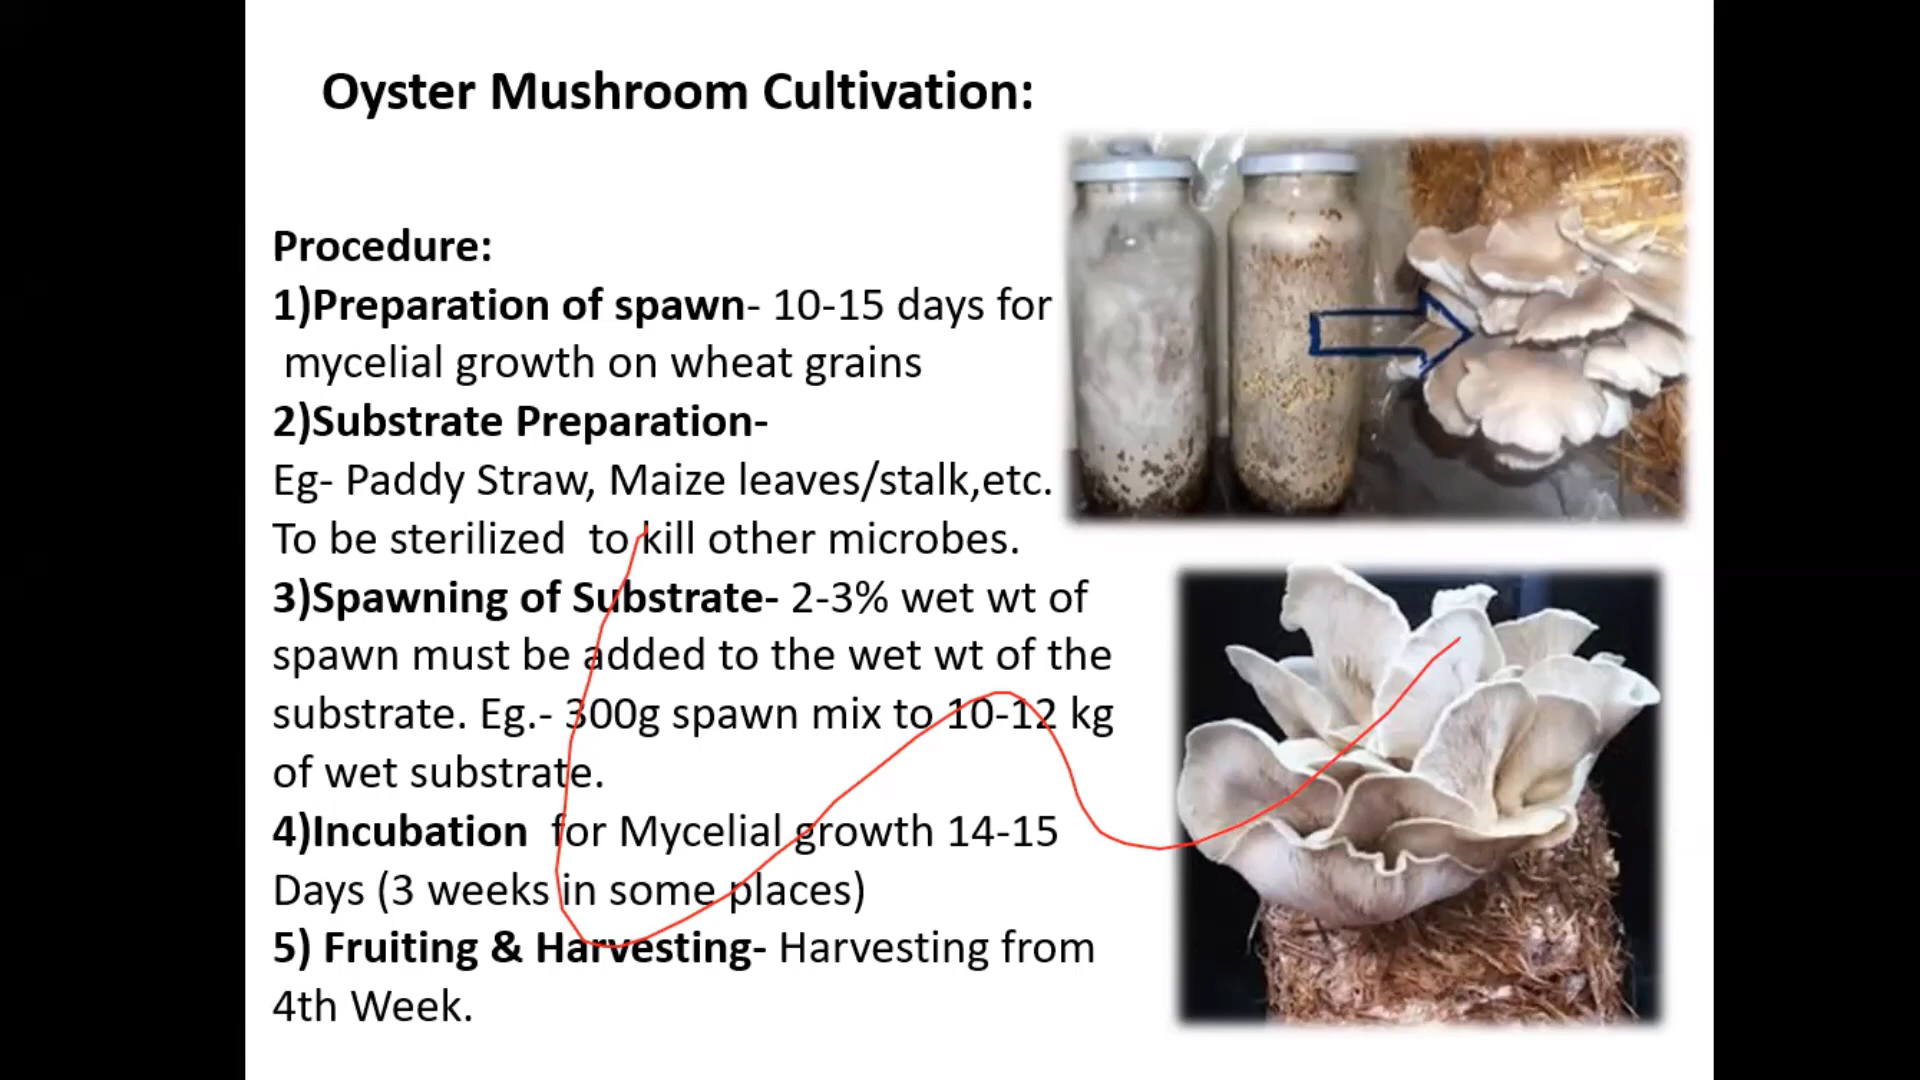 Oyster Mushroom Cultivation:
Procedure:
1)Preparation of spawn- 10-15 days for
mycelial growth on wheat grains
2)Substrate Preparation-
Eg- Paddy Straw, Maize leaves/stalk,etc.
To be sterilized  to kill other microbes.
3)Spawning of Substrate- 2-3% wet wt of
spawn must be added to the wet wt of the
substrate. Eg.- 300g spawn mix to 10-12 kg
of wet substrate.
4)Incubation  for Mycelial growth 14-15
Days (3 weeks in some places)
5) Fruiting & Harvesting- Harvesting from
4th Week.